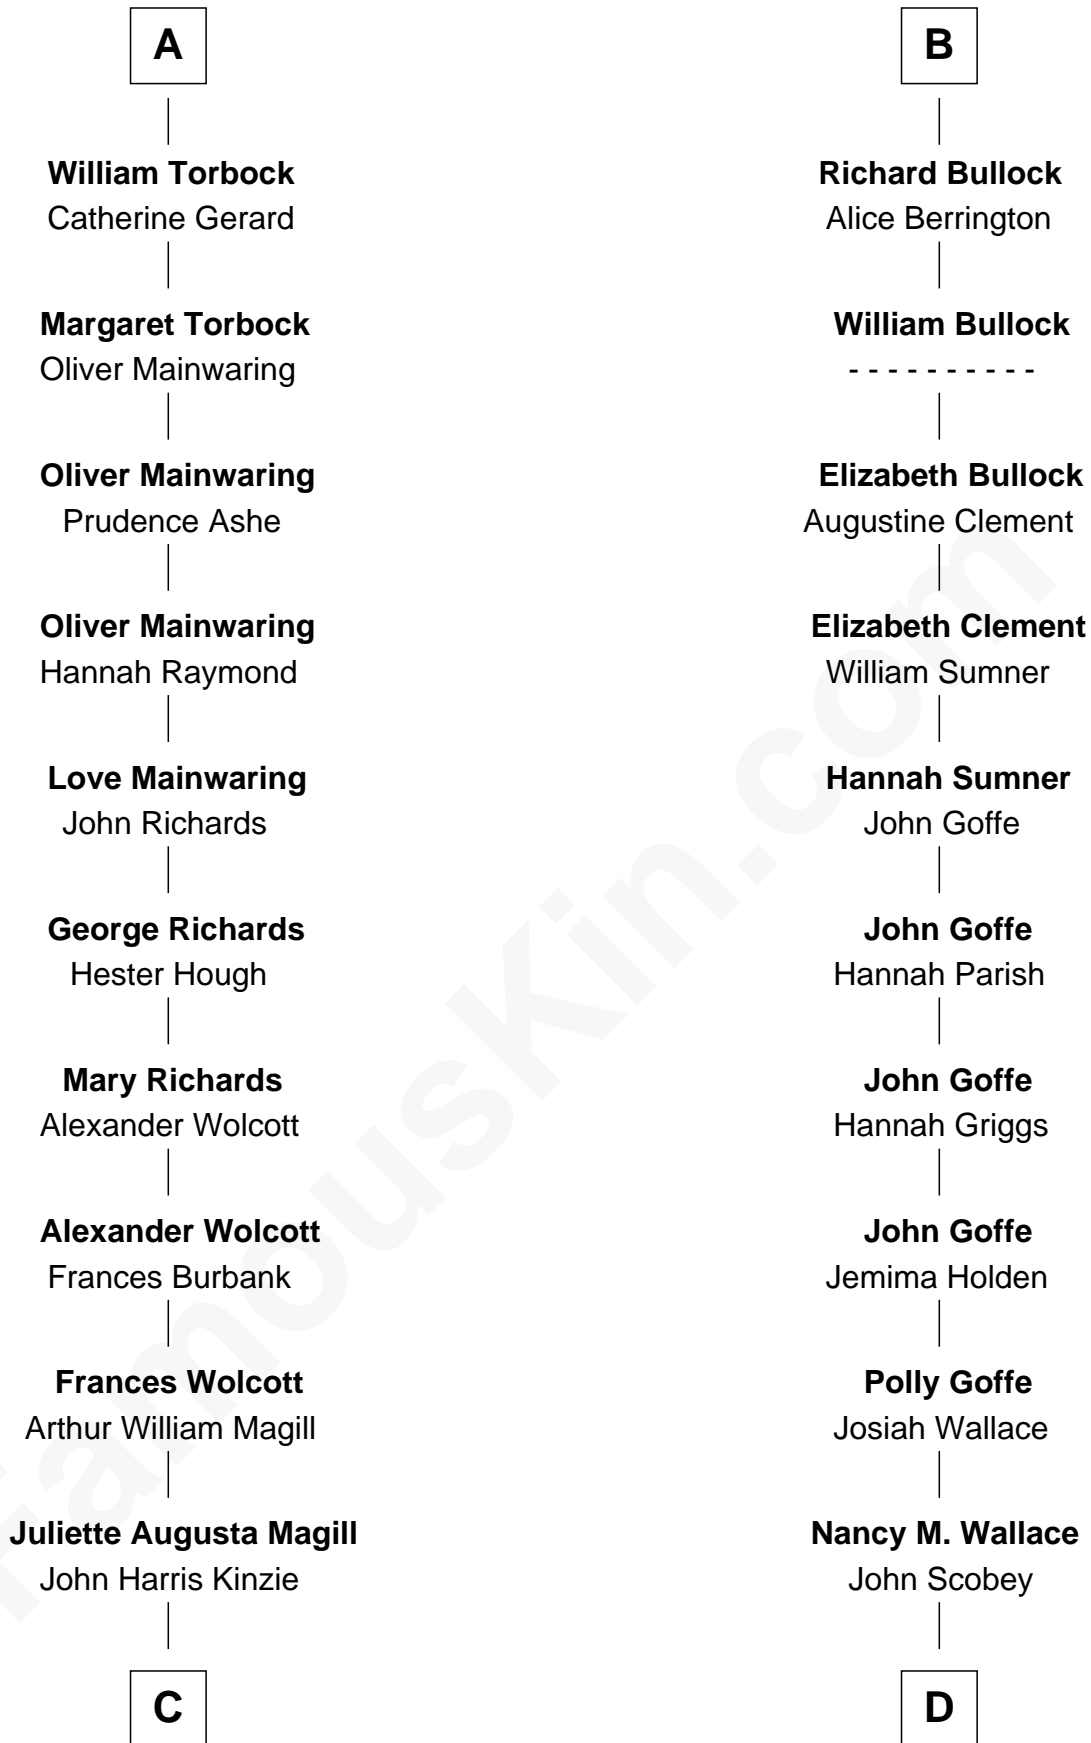 A
William Torbock
Catherine Gerard
Margaret Torbock
Oliver Mainwaring
Oliver Mainwaring
Prudence Ashe
Oliver Mainwaring
Hannah Raymond
Love Mainwaring
John Richards
George Richards
Hester Hough
Mary Richards
Alexander Wolcott
Alexander Wolcott
Frances Burbank
Frances Wolcott
Arthur William Magill
Juliette Augusta Magill
John Harris Kinzie
C
B
Richard Bullock
Alice Berrington
William Bullock
- - - - - - - - - -
Elizabeth Bullock
Augustine Clement
Elizabeth Clement
William Sumner
Hannah Sumner
John Goffe
John Goffe
Hannah Parish
John Goffe
Hannah Griggs
John Goffe
Jemima Holden
Polly Goffe
Josiah Wallace
Nancy M. Wallace
John Scobey
D
FamousKin.com